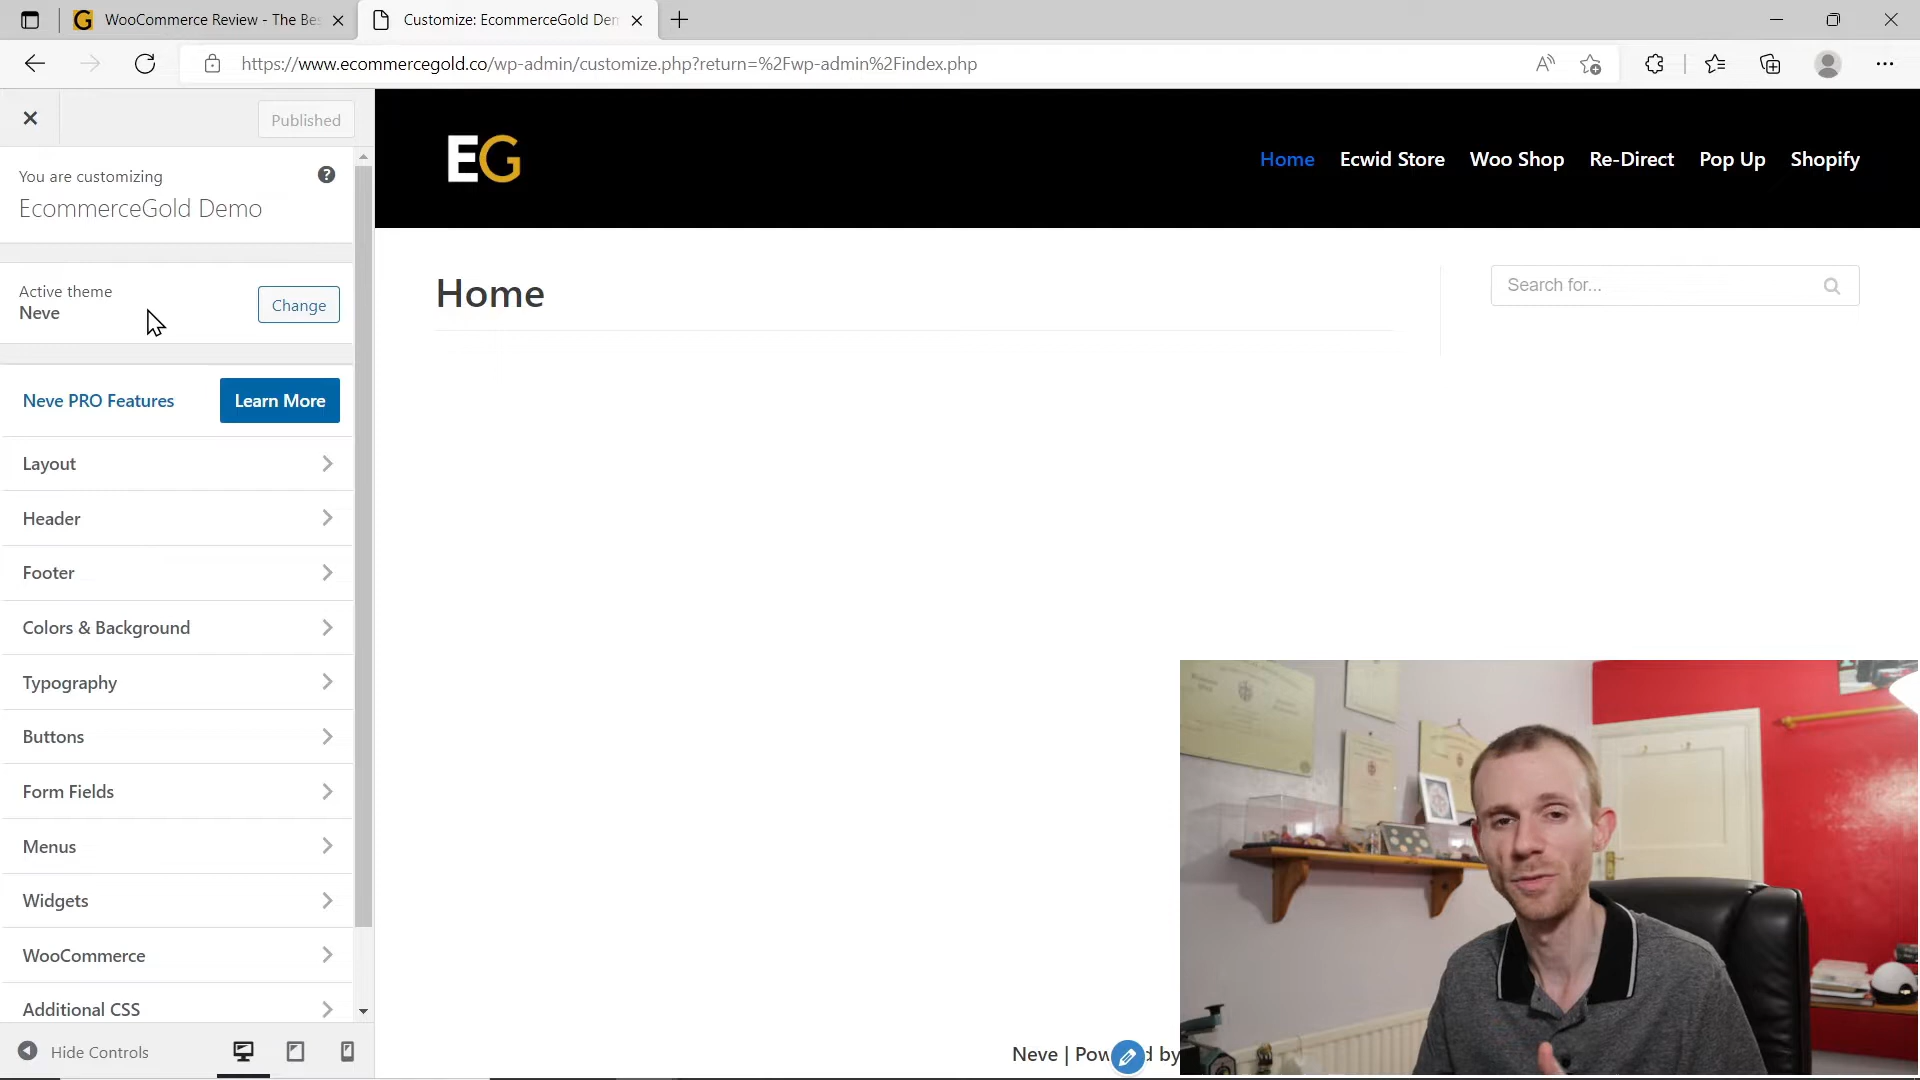 WooCommerce Review - The Bes
Customize: EcommerceGold Dem
https://www.ecommercegold.co/wp-admin/customize.php?return=%2Fwp-admin%2Findex.php
Published
You are customizing
EcommerceGold Demo
Active theme
Neve
Change
Neve PRO Features
Learn More
Layout
Header
Footer
Colors & Background
Typography
Buttons
Form Fields
Menus
Widgets
WooCommerce
Additional CSS
Hide Controls
EG
Home
Ecwid Store
Woo Shop
Re-Direct
Pop Up
Shopify
Home
Search for...
Neve | Pow d by